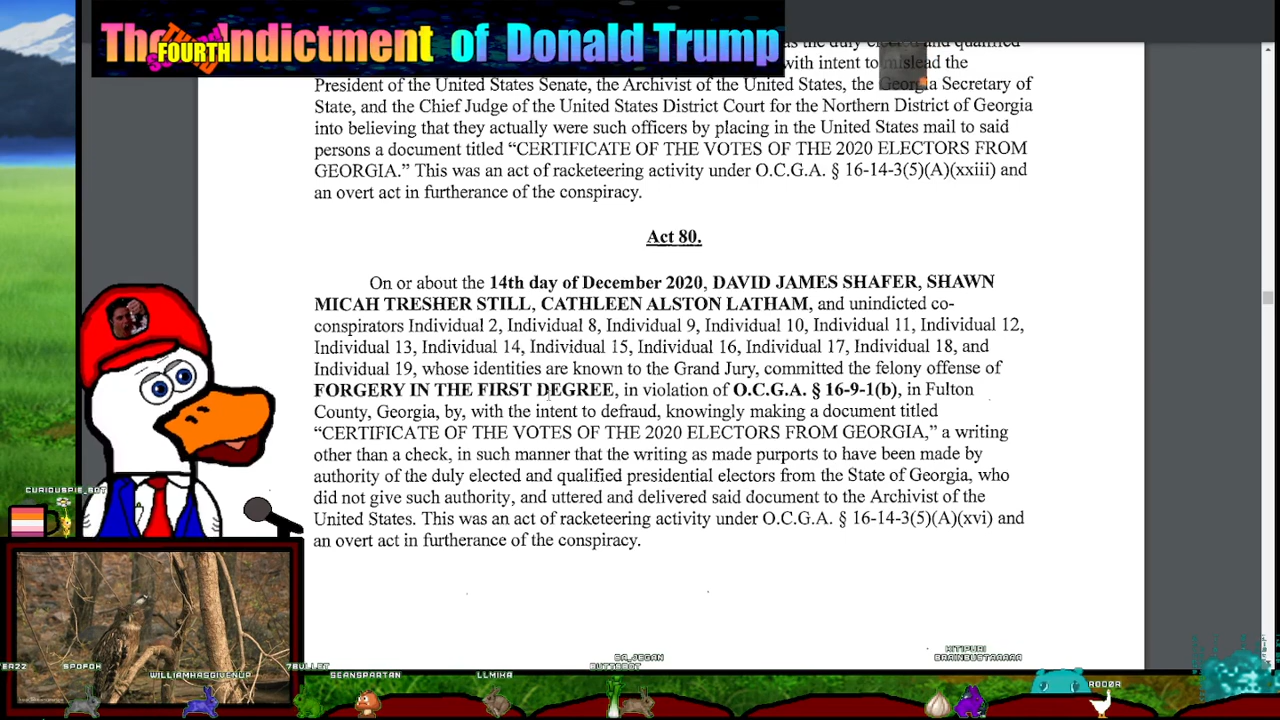 The Indictment of Donald Trump
FOURTH
as the duly elected and qualified
with intent to mislead the
President of the United States Senate, the Archivist of the United States, the Georgia Secretary of
State, and the Chief Judge of the United States District Court for the Northern District of Georgia
into believing that they actually were such officers by placing in the United States mail to said
persons a document titled “CERTIFICATE OF THE VOTES OF THE 2020 ELECTORS FROM
GEORGIA.” This was an act of racketeering activity under O.C.G.A. § 16-14-3(5)(A)(xxiii) and
an overt act in furtherance of the conspiracy.
Act 80.
On or about the 14th day of December 2020, DAVID JAMES SHAFER, SHAWN
MICAH TRESHER STILL, CATHLEEN ALSTON LATHAM, and unindicted co-
conspirators Individual 2, Individual 8, Individual 9, Individual 10, Individual 11, Individual 12,
Individual 13, Individual 14, Individual 15, Individual 16, Individual 17, Individual 18, and
Individual 19, whose identities are known to the Grand Jury, committed the felony offense of
FORGERY IN THE FIRST DEGREE, in violation of O.C.G.A. § 16-9-1(b), in Fulton
County, Georgia, by, with the intent to defraud, knowingly making a document titled
“CERTIFICATE OF THE VOTES OF THE 2020 ELECTORS FROM GEORGIA,” a writing
other than a check, in such manner that the writing as made purports to have been made by
authority of the duly elected and qualified presidential electors from the State of Georgia, who
did not give such authority, and uttered and delivered said document to the Archivist of the
United States. This was an act of racketeering activity under O.C.G.A. § 16-14-3(5)(A)(xvi) and
an overt act in furtherance of the conspiracy.
CURIOUSPIE_BOT
SPOFOH
WILLIAMHASGIVENUP
7BULLET
SEANSPARTAN
LLMIKA
BUTTSBOT
KITIPURI
BRAINBUSTAAAAA